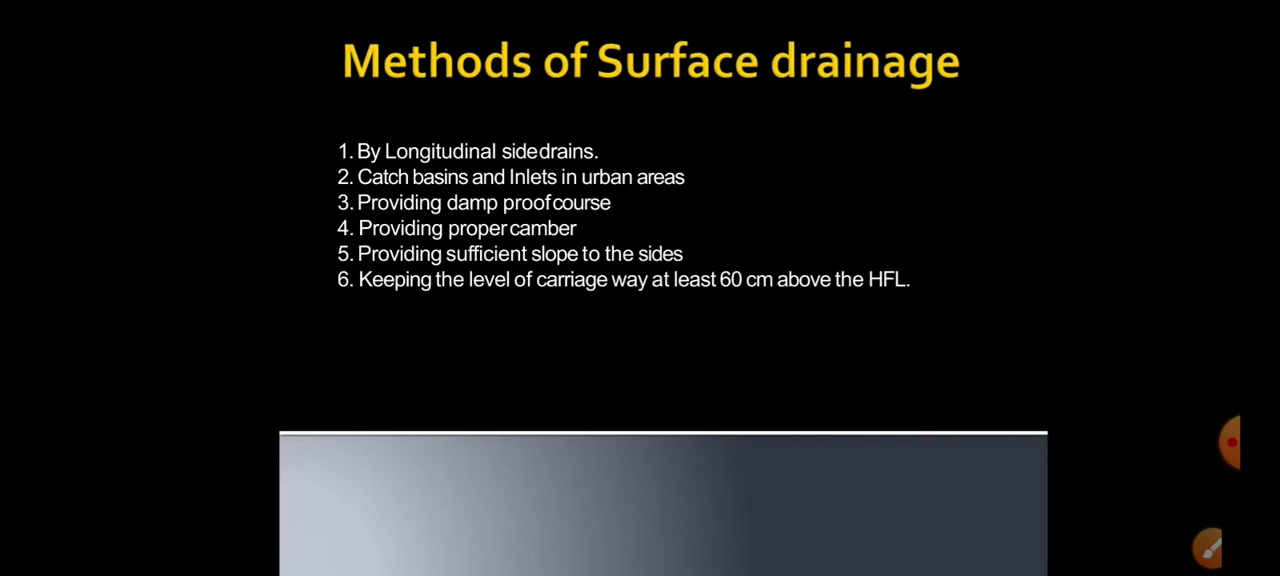 Methods of Surface drainage
1. By Longitudinal sidedrains.
2. Catch basins and Inlets in urban areas
3. Providing damp proofcourse
4. Providing proper camber
5. Providing sufficient slope to the sides
6. Keeping the level of carriage way at least 60 cm above the HFL.